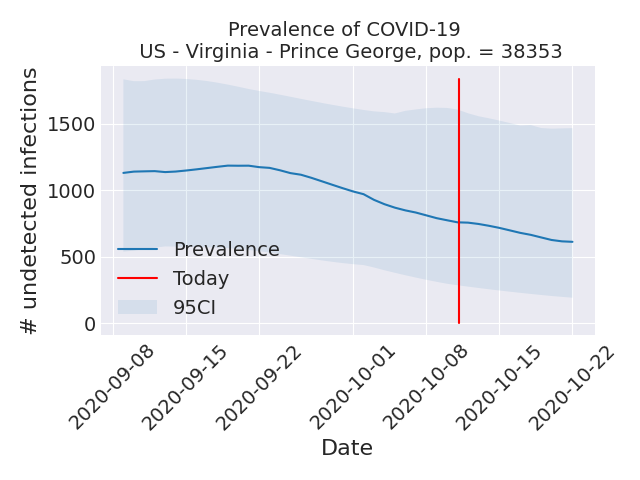 Prevalence of COVID-19
US - Virginia - Prince George, pop. = 38353
# undetected infections
1500
1000
500
0
Prevalence
Today
95CI
2020-09-08
2020-09-15
2020-09-22
2020-10-01
2020-10-08
2020-10-15
2020-10-22
Date